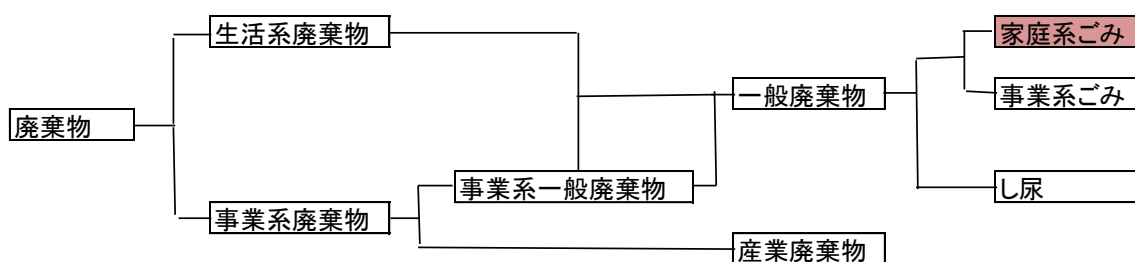 生活系廃棄物
家庭系ごみ
一般廃棄物
事業系ごみ
廃棄物
事業系一般廃棄物
し尿
事業系廃棄物
産業廃棄物